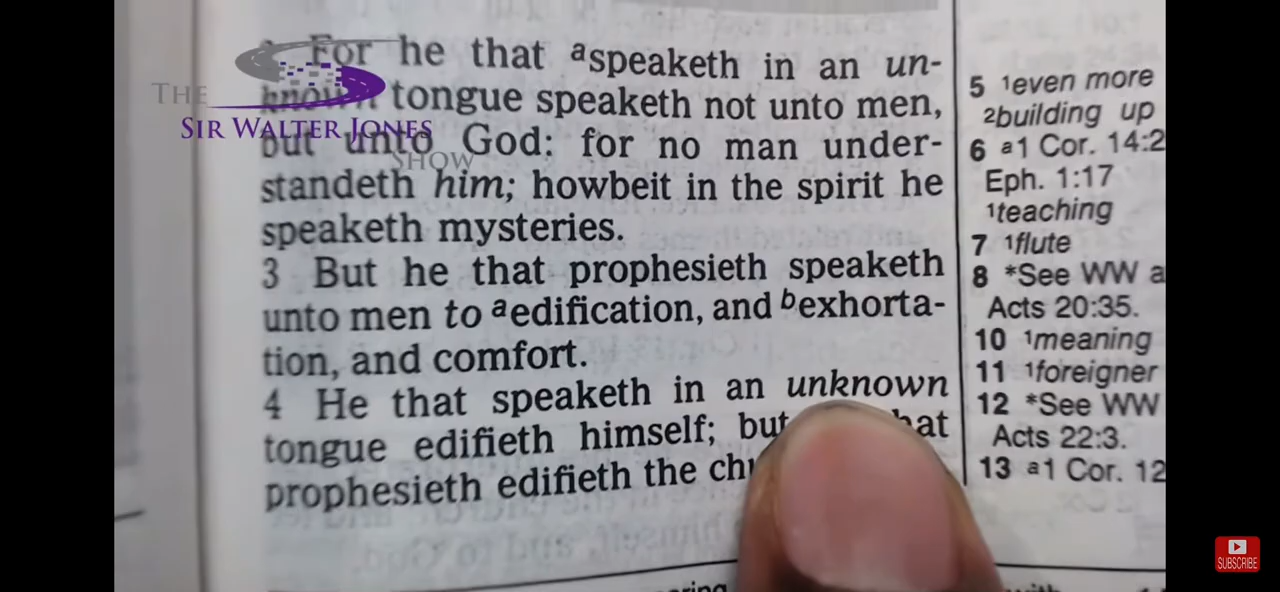 THE
SIR WALTER JONES
SHOW
For he that aspeaketh in an un-
known tongue speaketh not unto men,
but unto God: for no man under-
standeth him; howbeit in the spirit he
speaketh mysteries.
3 But he that prophesieth speaketh
unto men to aedification, and bexhorta-
tion, and comfort.
4 He that speaketh in an unknown
tongue edifieth himself; but hat
prophesieth edifieth the chu
5 1even more
2building up
6 a1 Cor. 14:2
Eph. 1:17
1teaching
7 1flute
8 *See WW a
Acts 20:35.
10 1meaning
11 1foreigner
12 *See WW
Acts 22:3.
13 a1 Cor. 12
SUBSCRIBE